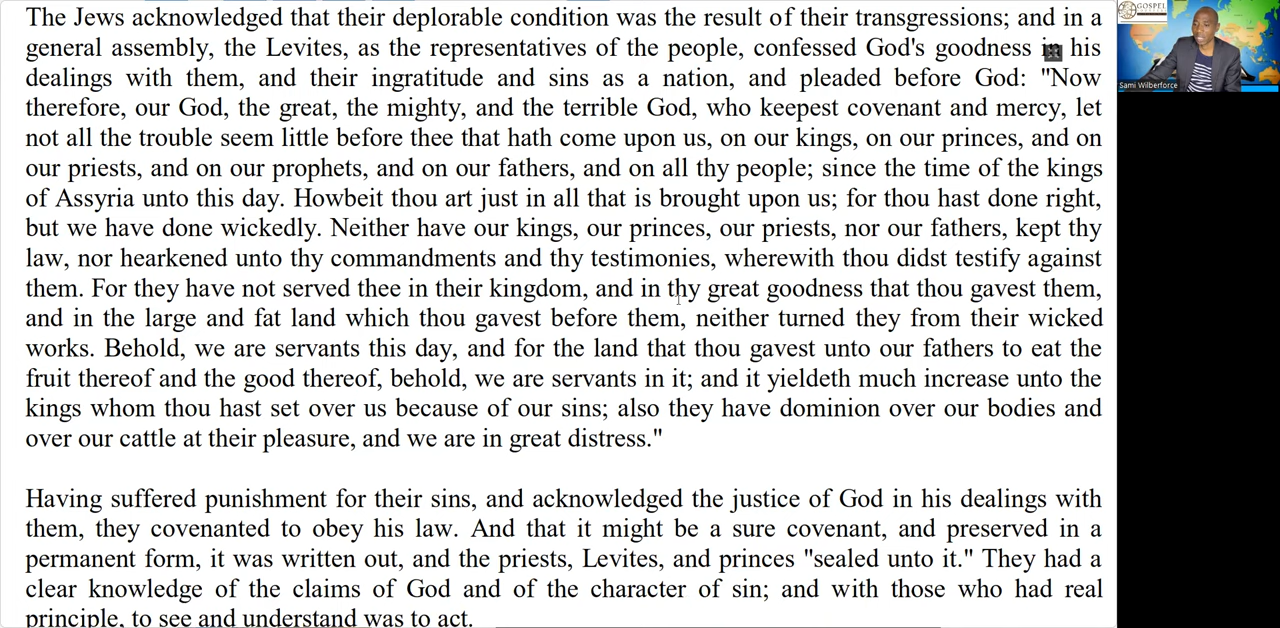 The Jews acknowledged that their deplorable condition was the result of their transgressions; and in a
general assembly, the Levites, as the representatives of the people, confessed God's goodness in his
dealings with them, and their ingratitude and sins as a nation, and pleaded before God: "Now
therefore, our God, the great, the mighty, and the terrible God, who keepest covenant and mercy, let
not all the trouble seem little before thee that hath come upon us, on our kings, on our princes, and on
our priests, and on our prophets, and on our fathers, and on all thy people; since the time of the kings
of Assyria unto this day. Howbeit thou art just in all that is brought upon us; for thou hast done right,
but we have done wickedly. Neither have our kings, our princes, our priests, nor our fathers, kept thy
law, nor hearkened unto thy commandments and thy testimonies, wherewith thou didst testify against
them. For they have not served thee in their kingdom, and in thy great goodness that thou gavest them,
and in the large and fat land which thou gavest before them, neither turned they from their wicked
works. Behold, we are servants this day, and for the land that thou gavest unto our fathers to eat the
fruit thereof and the good thereof, behold, we are servants in it; and it yieldeth much increase unto the
kings whom thou hast set over us because of our sins; also they have dominion over our bodies and
over our cattle at their pleasure, and we are in great distress."
Having suffered punishment for their sins, and acknowledged the justice of God in his dealings with
them, they covenanted to obey his law. And that it might be a sure covenant, and preserved in a
permanent form, it was written out, and the priests, Levites, and princes "sealed unto it." They had a
clear knowledge of the claims of God and of the character of sin; and with those who had real
principle, to see and understand was to act.
GOSPEL
Sami Wilberforce